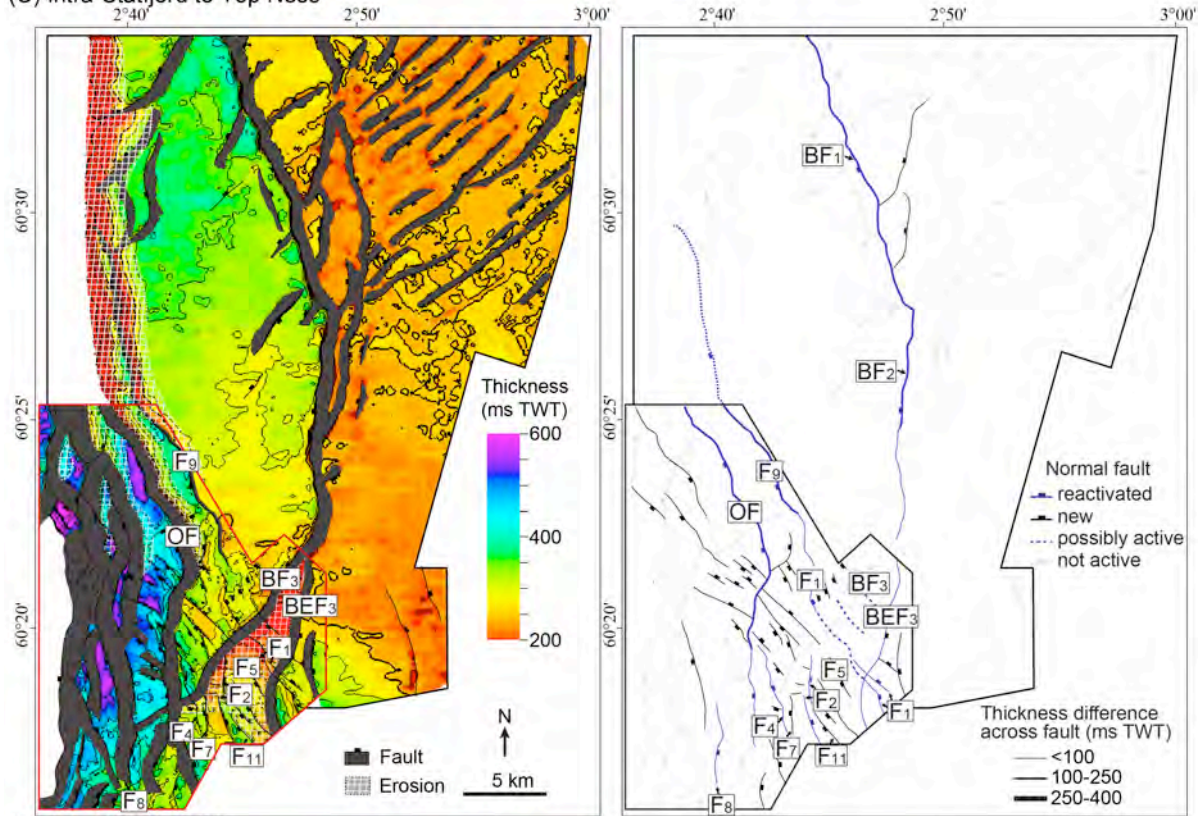 (C) Intra-Statfjord to Top Ness
2°40'
2°50'
3°00'
60°30'
60°25'
60°20'
Thickness
(ms TWT)
600
400
200
F9
OF
BF3
BEF3
F1
F5
F2
F4
F7
F11
F8
N
5 km
Fault
Erosion
2°40'
2°50'
3°00'
60°30'
60°25'
60°20'
BF1
BF2
F9
OF
F1
BF3
BEF3
F5
F2
F1
F4
F7
F11
F8
Normal fault
reactivated
new
possibly active
not active
Thickness difference
across fault (ms TWT)
<100
100-250
250-400